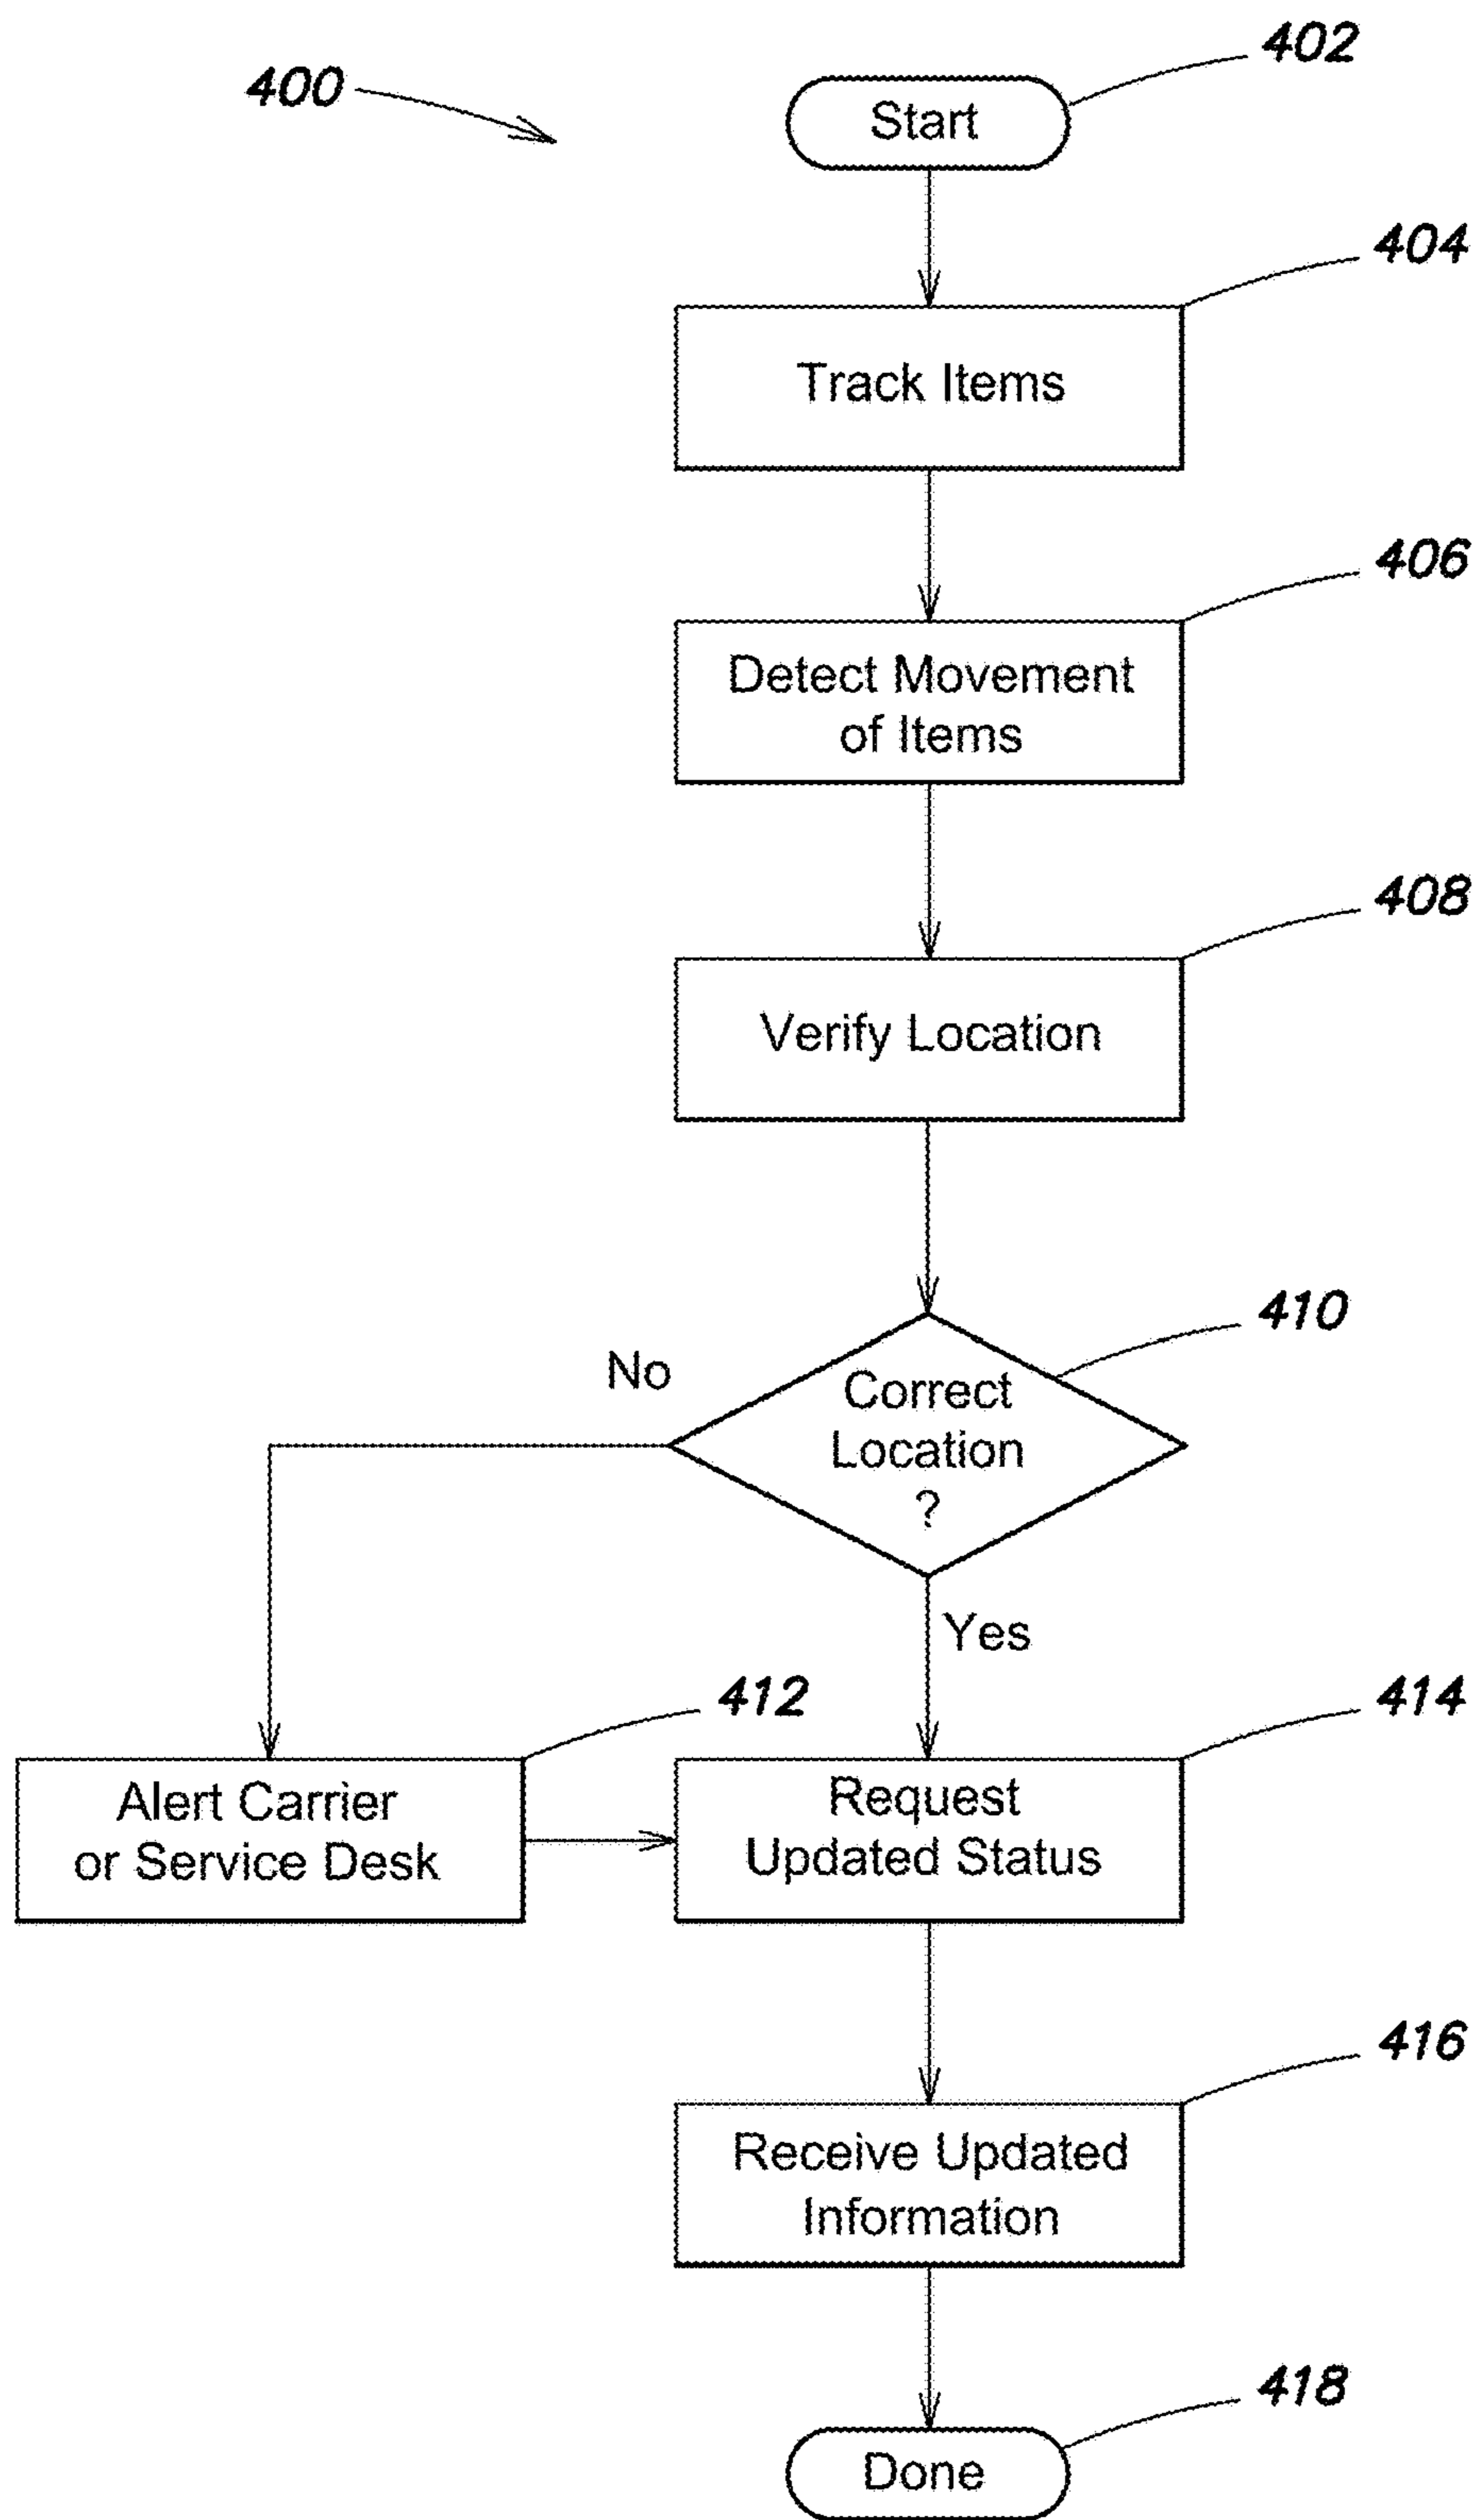 402
400
Start
404
Track Items
406
Detect Movement
of Items
408
Verify Location
410
No
Correct
Location
?
Yes
412
414
Alert Carrier
or Service Desk
Request
Updated Status
416
Receive Updated
Information
418
Done